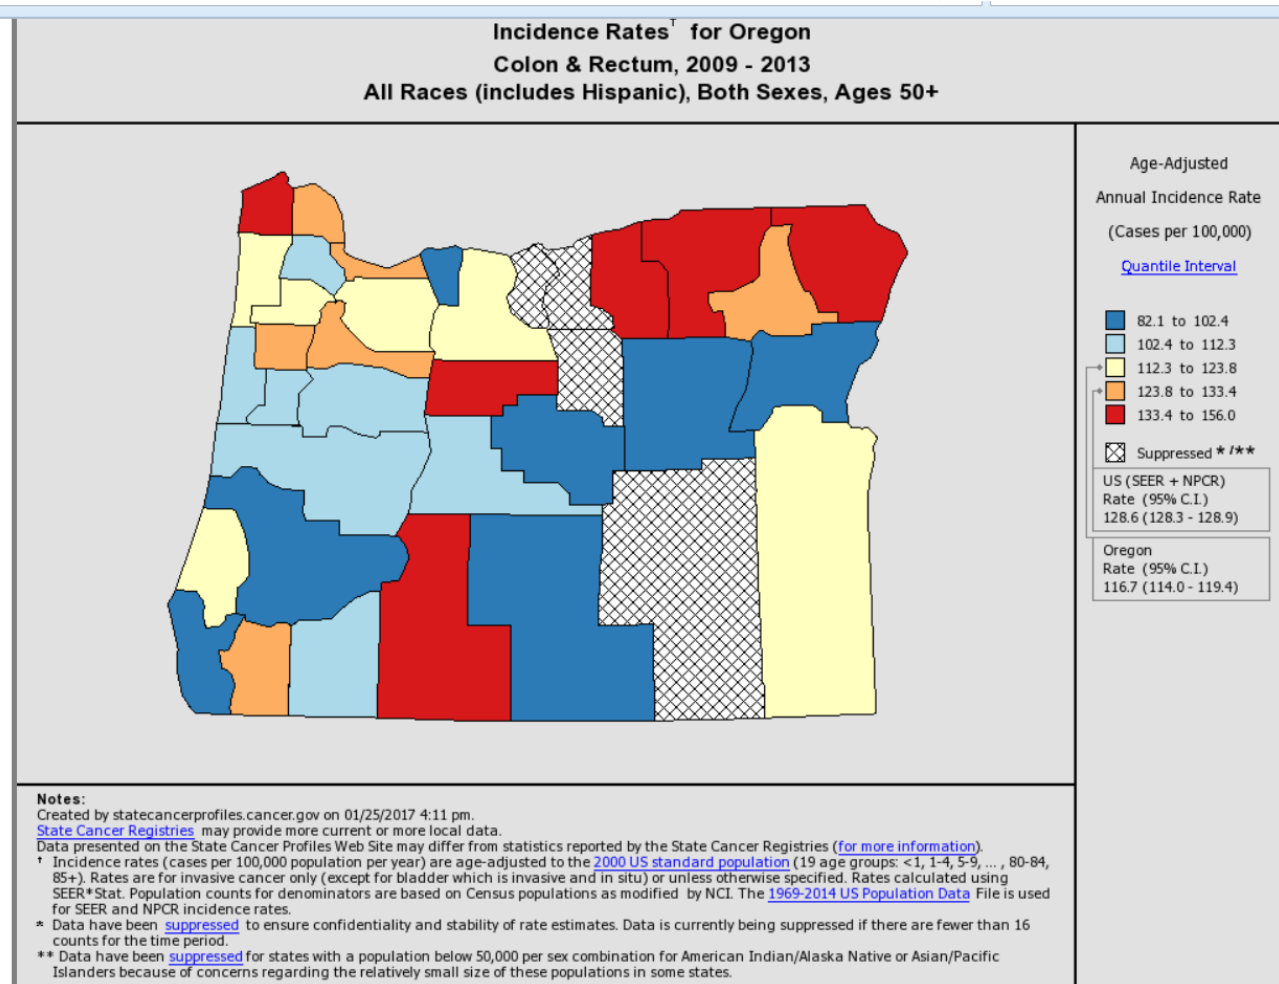 Incidence Rates† for Oregon
Colon & Rectum, 2009 - 2013
All Races (includes Hispanic), Both Sexes, Ages 50+
Age-Adjusted
Annual Incidence Rate
(Cases per 100,000)
Quantile Interval
82.1 to 102.4
102.4 to 112.3
112.3 to 123.8
123.8 to 133.4
133.4 to 156.0
Suppressed */**
US (SEER + NPCR)
Rate (95% C.I.)
128.6 (128.3 - 128.9)
Oregon
Rate (95% C.I.)
116.7 (114.0 - 119.4)
Notes:
Created by statecancerprofiles.cancer.gov on 01/25/2017 4:11 pm.
State Cancer Registries may provide more current or more local data.
Data presented on the State Cancer Profiles Web Site may differ from statistics reported by the State Cancer Registries (for more information).
† Incidence rates (cases per 100,000 population per year) are age-adjusted to the 2000 US standard population (19 age groups: <1, 1-4, 5-9, ... , 80-84,
85+). Rates are for invasive cancer only (except for bladder which is invasive and in situ) or unless otherwise specified. Rates calculated using
SEER*Stat. Population counts for denominators are based on Census populations as modified by NCI. The 1969-2014 US Population Data File is used
for SEER and NPCR incidence rates.
* Data have been suppressed to ensure confidentiality and stability of rate estimates. Data is currently being suppressed if there are fewer than 16
counts for the time period.
** Data have been suppressed for states with a population below 50,000 per sex combination for American Indian/Alaska Native or Asian/Pacific
Islanders because of concerns regarding the relatively small size of these populations in some states.